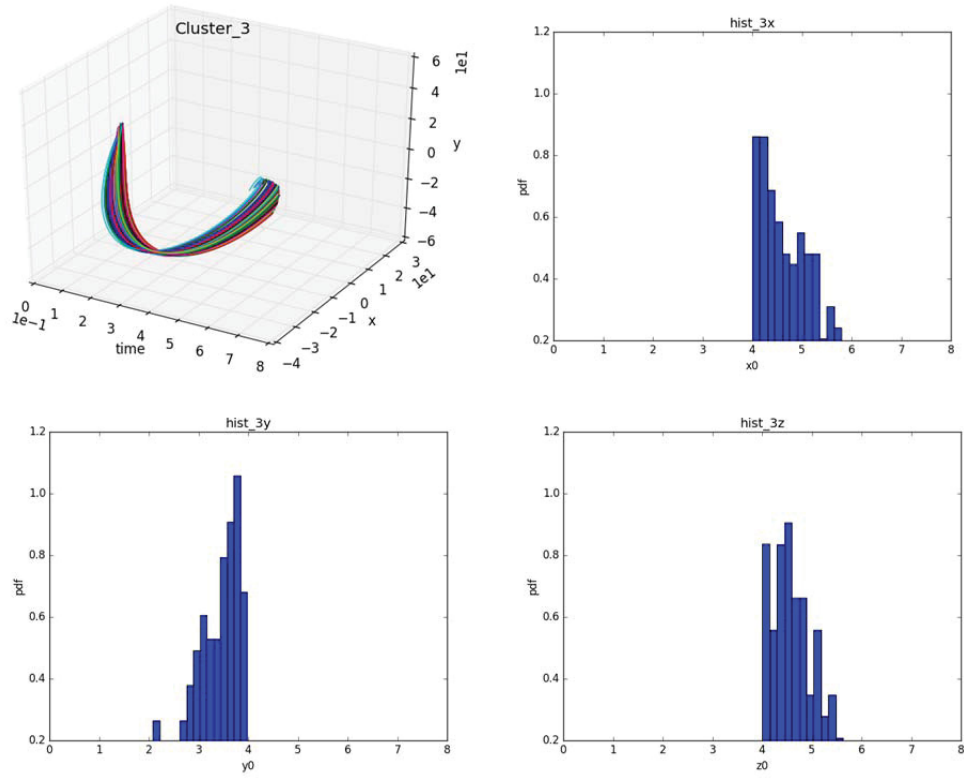 Cluster_3
6
1e1
4
2
y
0
−2
−4
−6
3
2
1e1
1
0
x
−1
−2
−3
−4
0
1
2
3
4
5
6
7
8
1e−1
time
hist_3x
1.2
1.0
0.8
pdf
0.6
0.4
0.2
0 1 2 3 4 5 6 7 8
x0
hist_3y
1.2
1.0
0.8
pdf
0.6
0.4
0.2
0 1 2 3 4 5 6 7 8
y0
hist_3z
1.2
1.0
0.8
pdf
0.6
0.4
0.2
0 1 2 3 4 5 6 7 8
z0